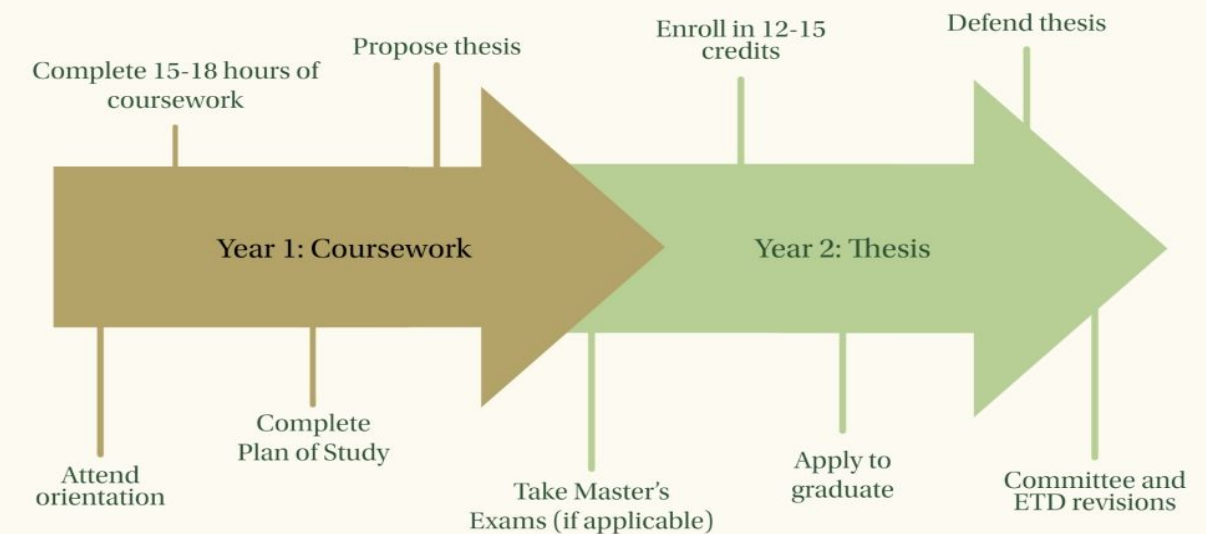 Complete 15-18 hours of
coursework
Propose thesis
Enroll in 12-15
credits
Defend thesis
Year 1: Coursework
Year 2: Thesis
Attend
orientation
Complete
Plan of Study
Take Master’s
Exams (if applicable)
Apply to
graduate
Committee and
ETD revisions